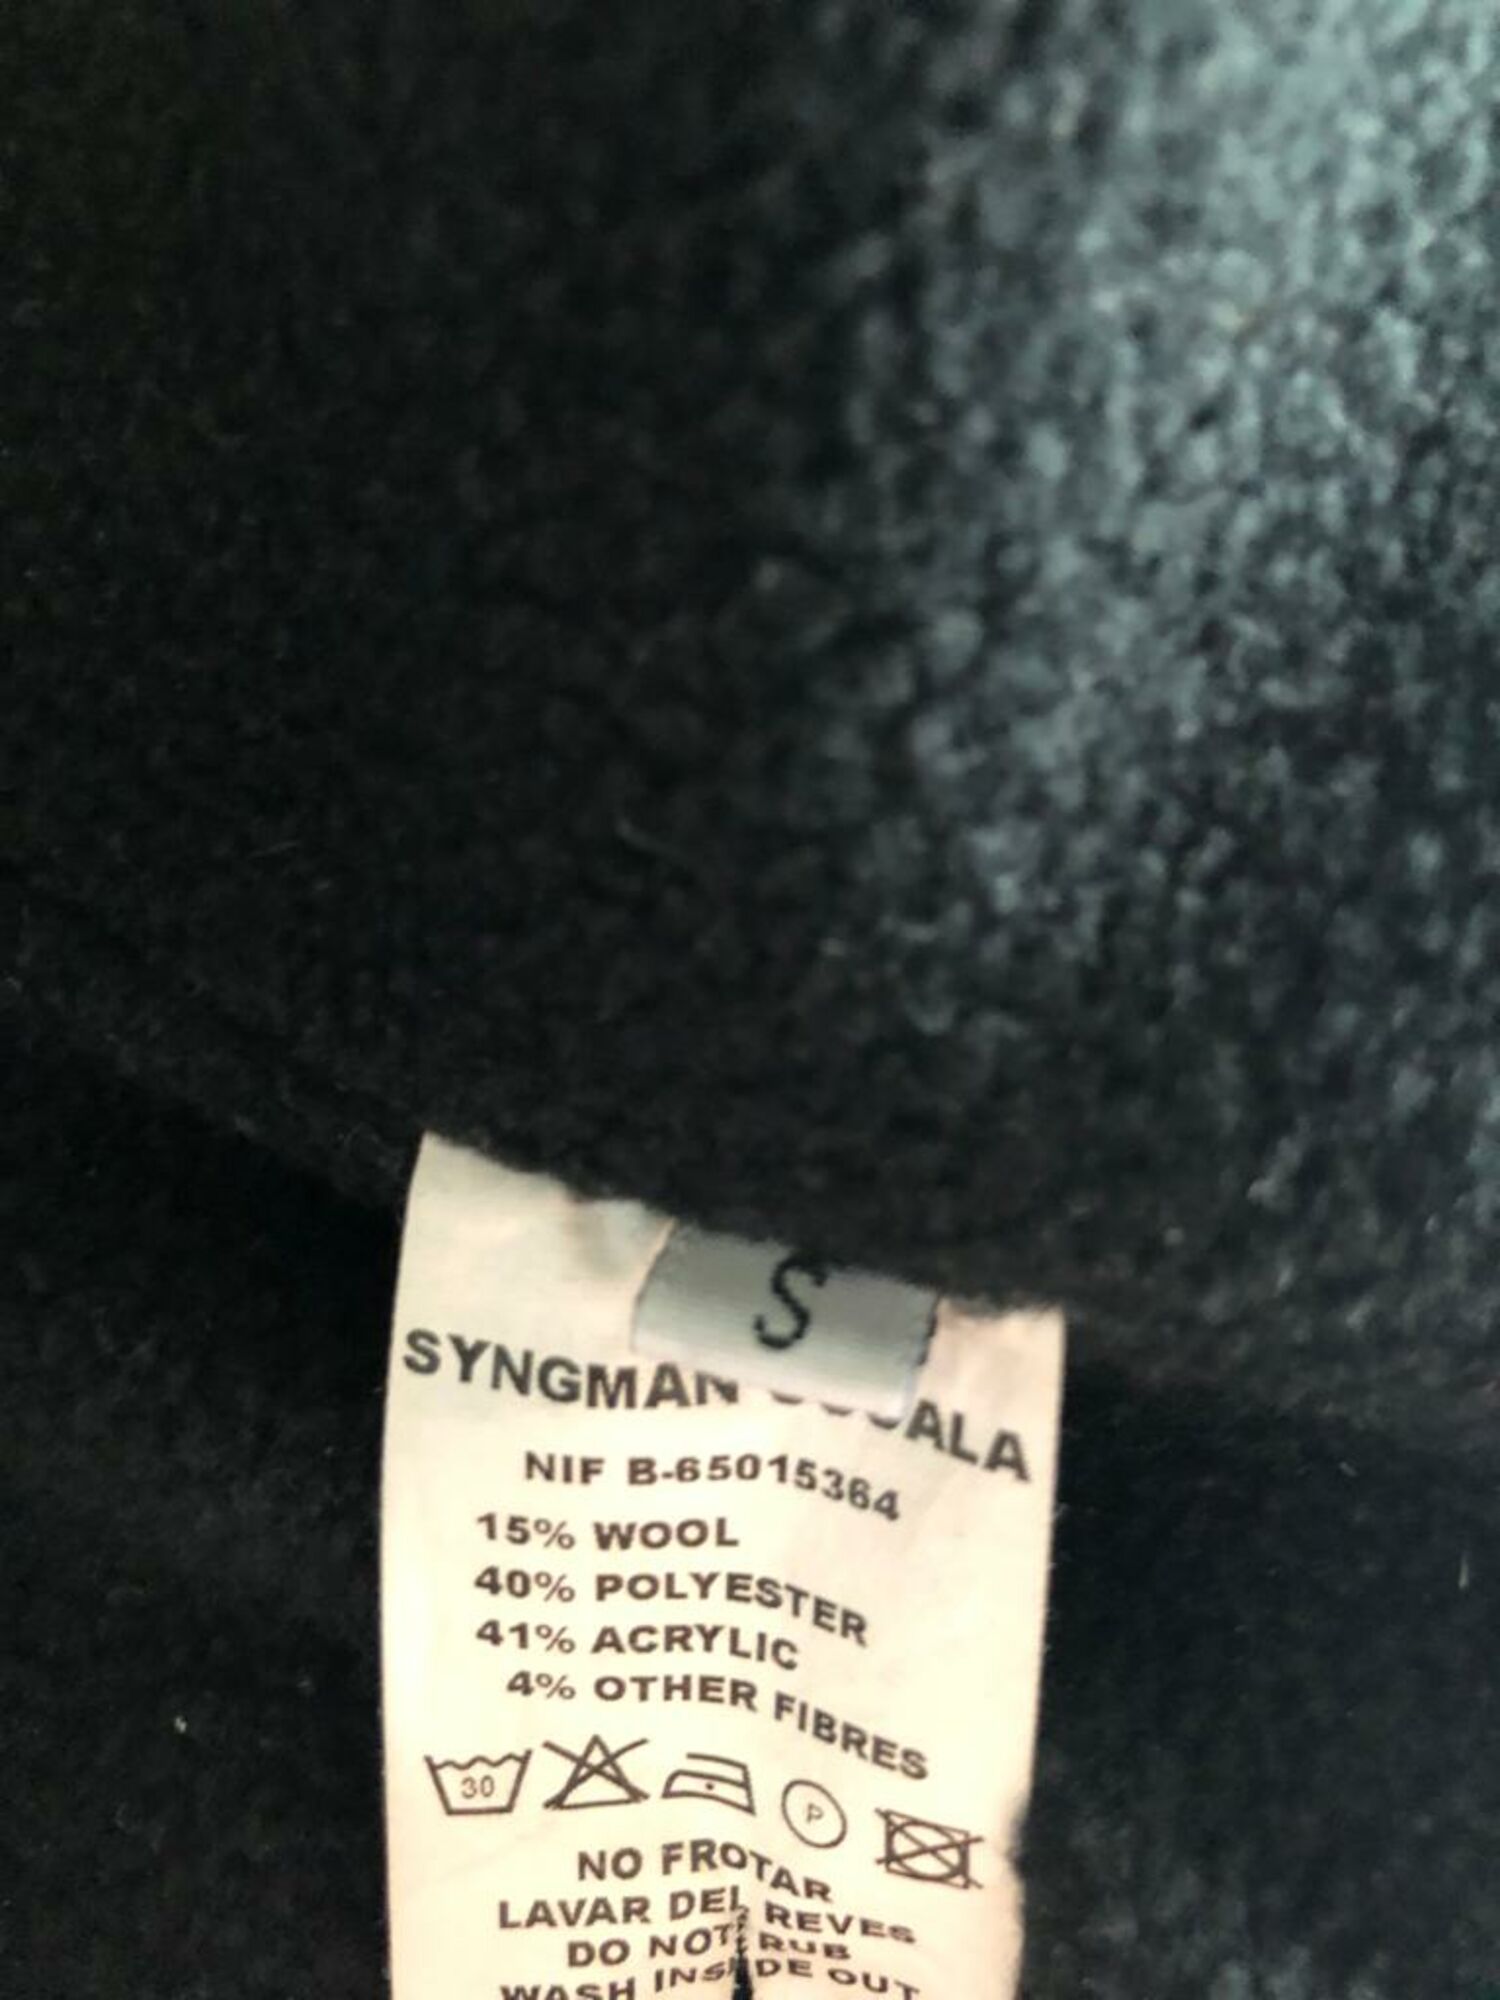 S
SYNGMAN
NIF B-65015364
15% WOOL
40% POLYESTER
41% ACRYLIC
4% OTHER FIBRES
30
P
NO FROTAR
LAVAR DEL REVES
DO NOT RUB
WASH INSIDE OUT